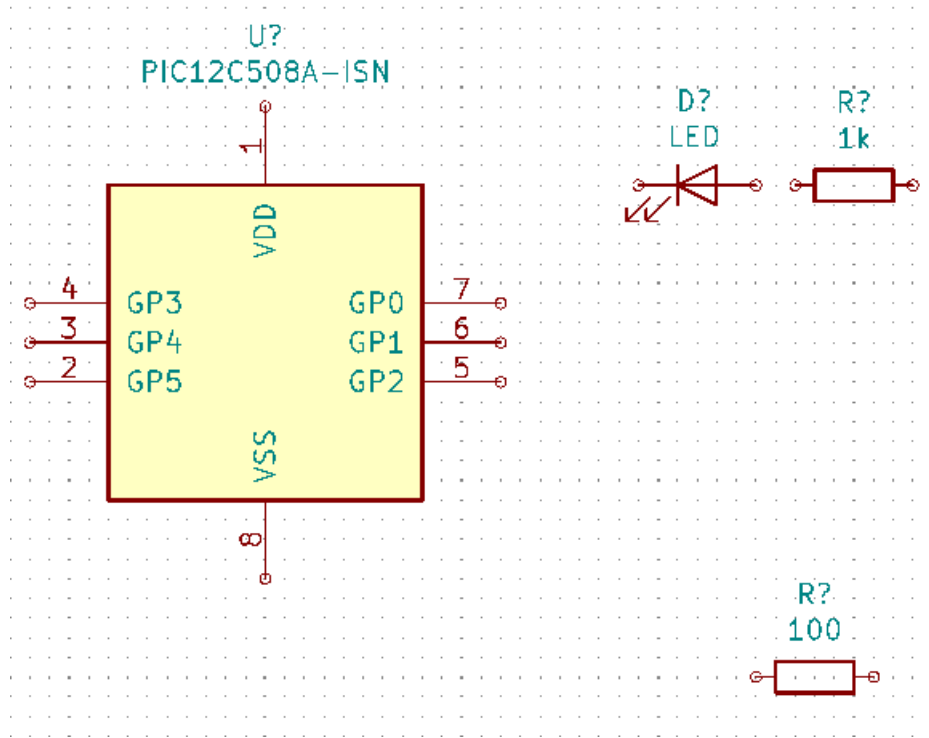 U?
PIC12C508A-ISN
D?
LED
R?
1k
1
VDD
4
GP3
GP0
7
3
GP4
GP1
6
2
GP5
GP2
5
VSS
8
R?
100